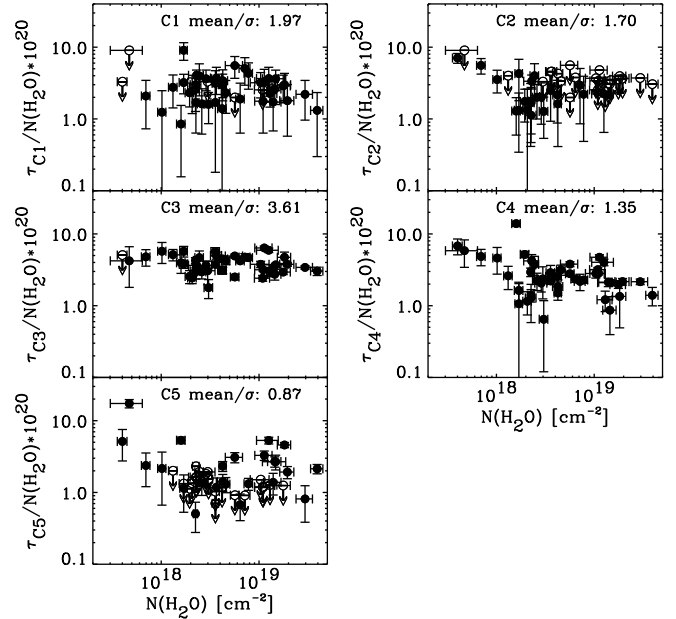 C1 mean/σ: 1.97
10.0
1.0
0.1
τC1/N(H2O)*10^20
C2 mean/σ: 1.70
10.0
1.0
0.1
τC2/N(H2O)*10^20
C3 mean/σ: 3.61
10.0
1.0
0.1
τC3/N(H2O)*10^20
C4 mean/σ: 1.35
10.0
1.0
0.1
τC4/N(H2O)*10^20
10^18 10^19
N(H2O) [cm^-2]
C5 mean/σ: 0.87
10.0
1.0
0.1
τC5/N(H2O)*10^20
10^18 10^19
N(H2O) [cm^-2]